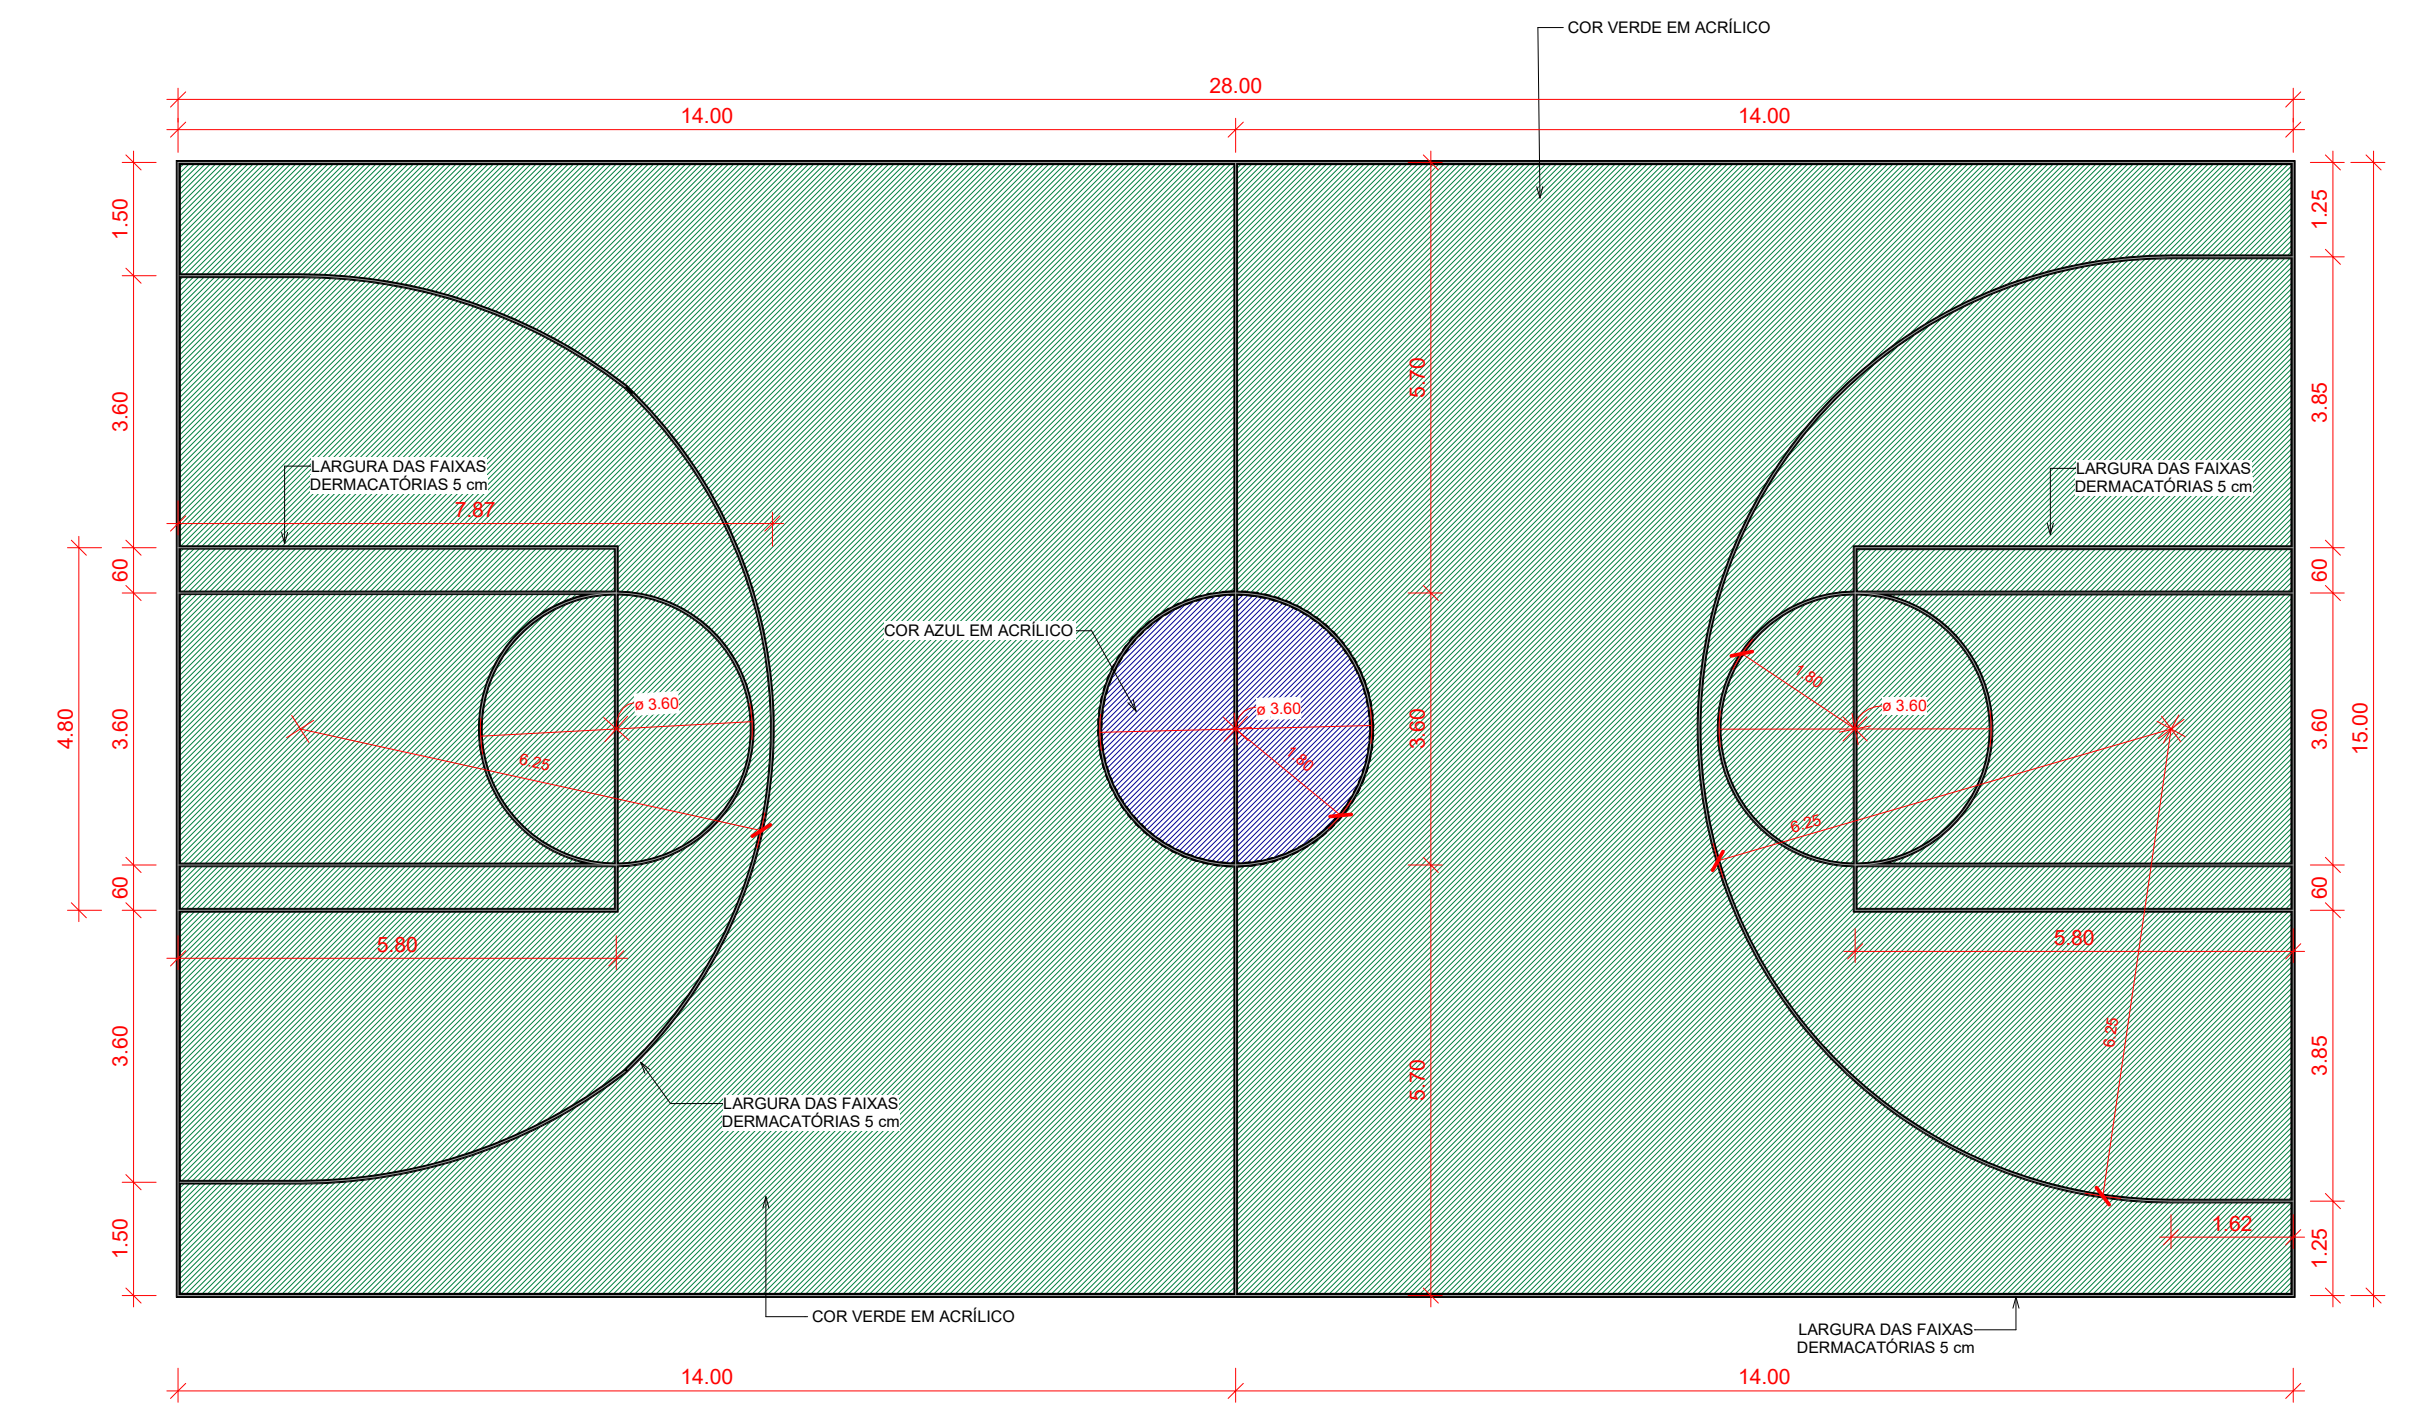 COR VERDE EM ACRÍLICO
28.00
14.00
14.00
1.50
3.60
60
3.60
60
3.60
1.50
4.80
LARGURA DAS FAIXAS
DERMACATÓRIAS 5 cm
7.87
ø 3.60
6.25
5.80
LARGURA DAS FAIXAS
DERMACATÓRIAS 5 cm
COR VERDE EM ACRÍLICO
COR AZUL EM ACRÍLICO
ø 3.60
1.80
5.70
3.60
5.70
LARGURA DAS FAIXAS
DERMACATÓRIAS 5 cm
1.80
ø 3.60
6.25
6.25
5.80
1.62
1.25
3.85
60
3.60
60
3.85
1.25
15.00
LARGURA DAS FAIXAS
DERMACATÓRIAS 5 cm
14.00
14.00